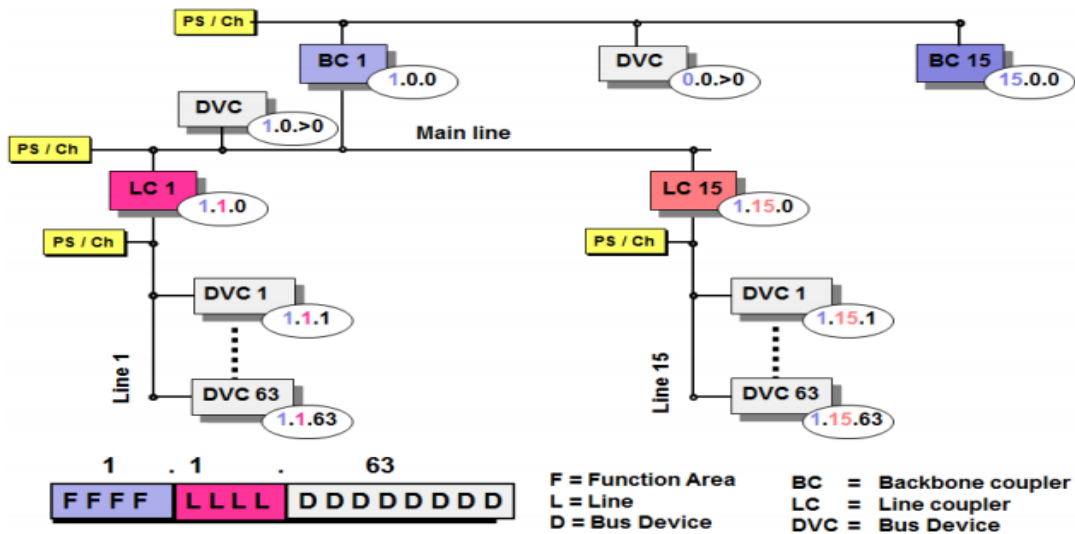 PS / Ch
BC 1
1.0.0
DVC
0.0.>0
BC 15
15.0.0
DVC
1.0.>0
Main line
PS / Ch
LC 1
1.1.0
LC 15
1.15.0
PS / Ch
PS / Ch
DVC 1
1.1.1
DVC 1
1.15.1
Line 1
Line 15
DVC 63
1.1.63
DVC 63
1.15.63
1 . 1 . 63
F F F F L L L L D D D D D D D D
F = Function Area
L = Line
D = Bus Device
BC = Backbone coupler
LC = Line coupler
DVC = Bus Device